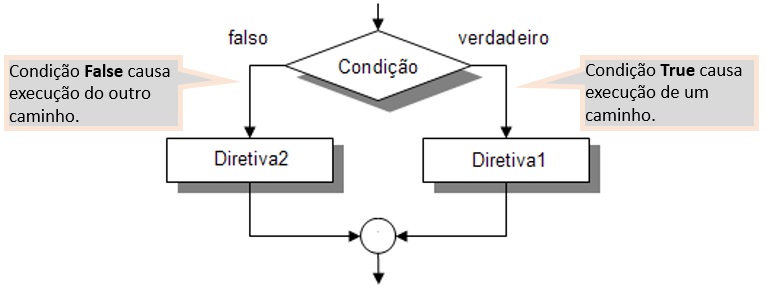 falso
verdadeiro
Condição
Condição False causa
execução do outro
caminho.
Condição True causa
execução de um
caminho.
Diretiva2
Diretiva1